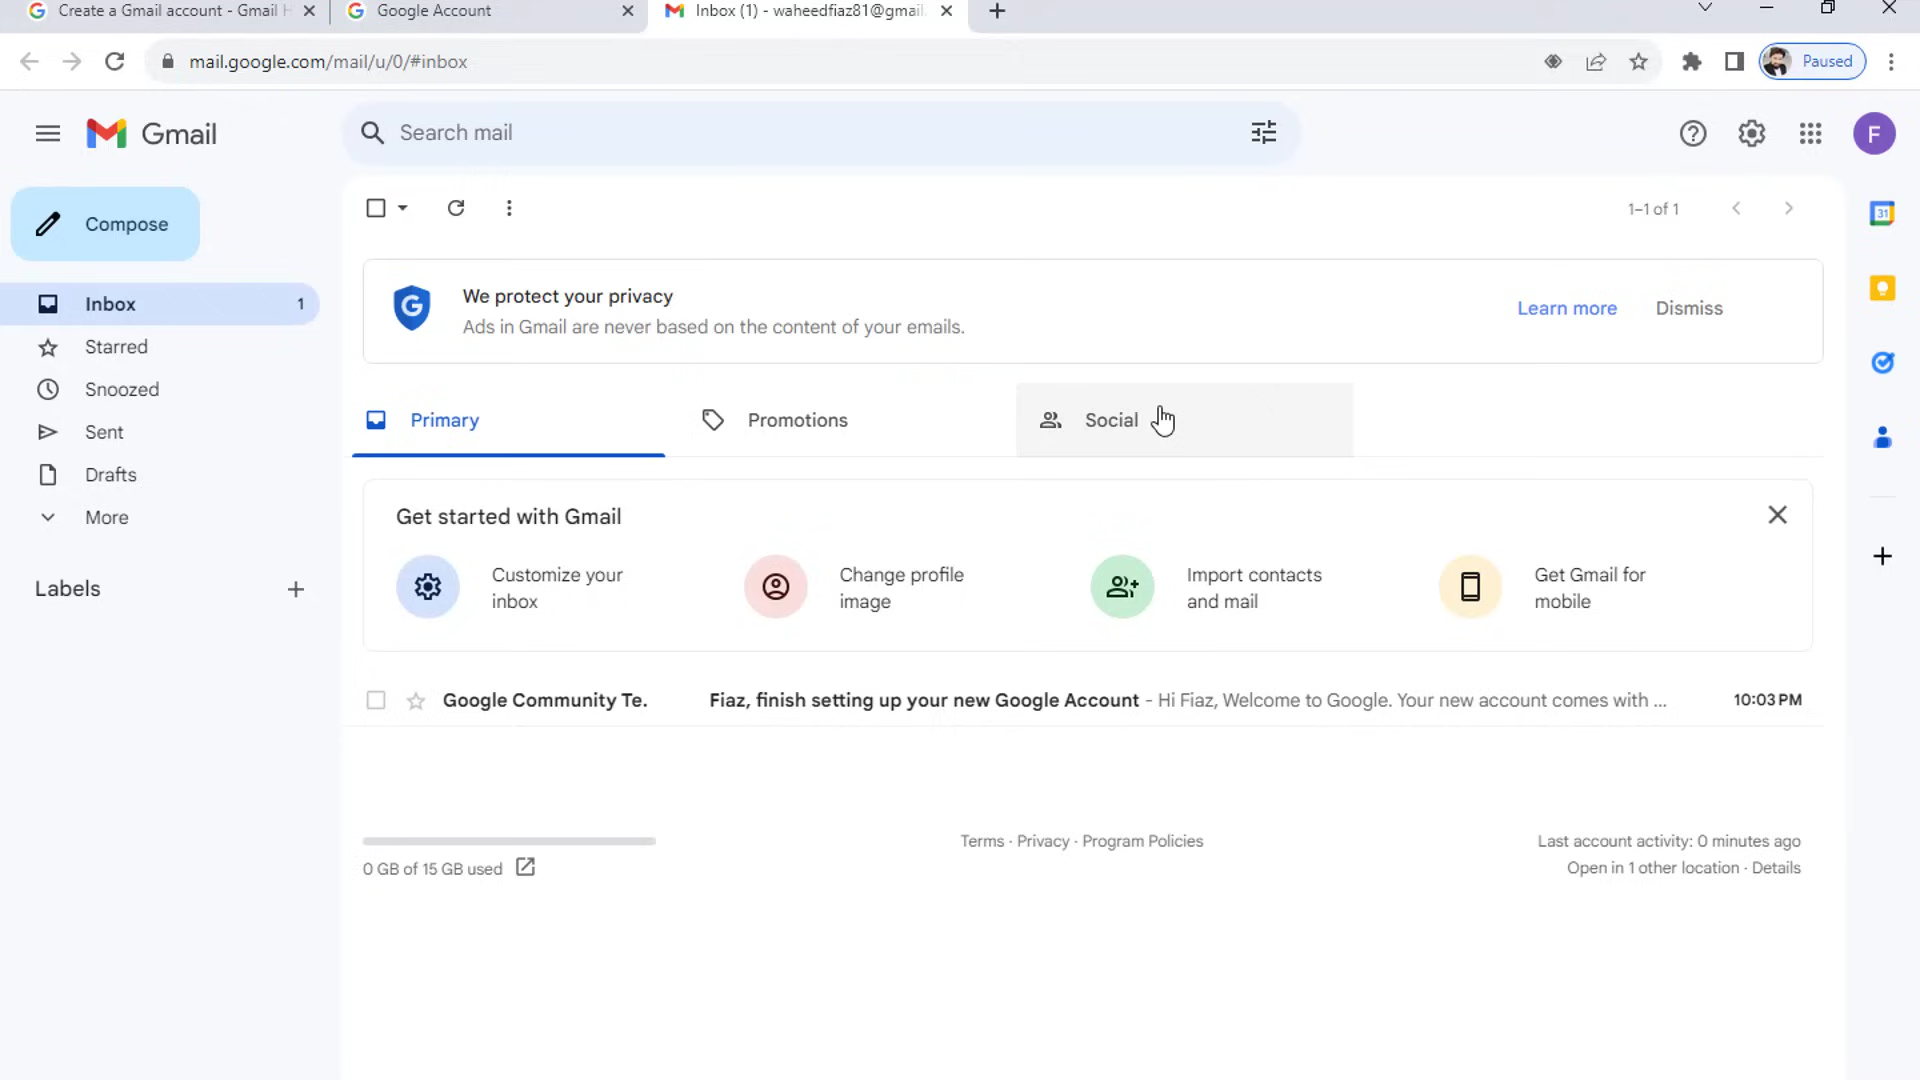 Create a Gmail account - Gmail H
Google Account
Inbox (1) - waheedfiaz81@gmail.
mail.google.com/mail/u/0/#inbox
Paused
Gmail
Search mail
F
Compose
1–1 of 1
31
We protect your privacy
Ads in Gmail are never based on the content of your emails.
Learn more
Dismiss
Inbox
1
Starred
Snoozed
Sent
Drafts
More
Labels
Primary
Promotions
Social
Get started with Gmail
Customize your
inbox
Change profile
image
Import contacts
and mail
Get Gmail for
mobile
Google Community Te.
Fiaz, finish setting up your new Google Account - Hi Fiaz, Welcome to Google. Your new account comes with ...
10:03 PM
0 GB of 15 GB used
Terms · Privacy · Program Policies
Last account activity: 0 minutes ago
Open in 1 other location · Details